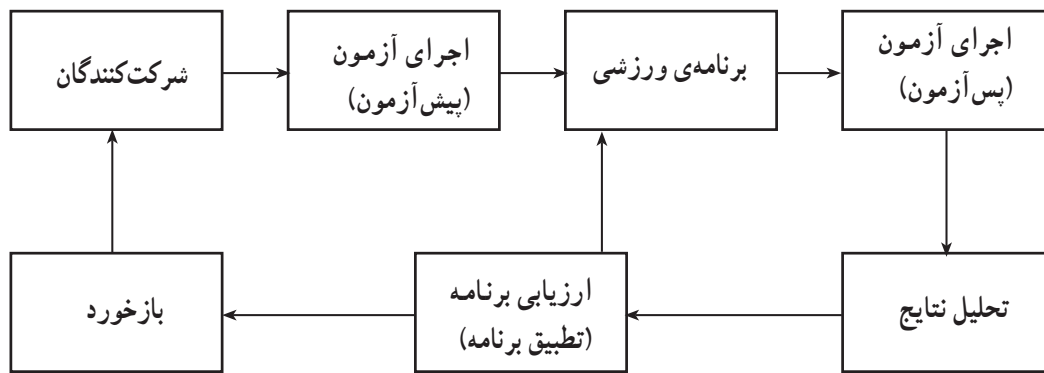 شرکت‌کنندگان
اجرای آزمون
(پیش‌آزمون)
برنامه‌ی ورزشی
اجرای آزمون
(پس‌آزمون)
تحلیل نتایج
ارزیابی برنامه
(تطبیق برنامه)
بازخورد